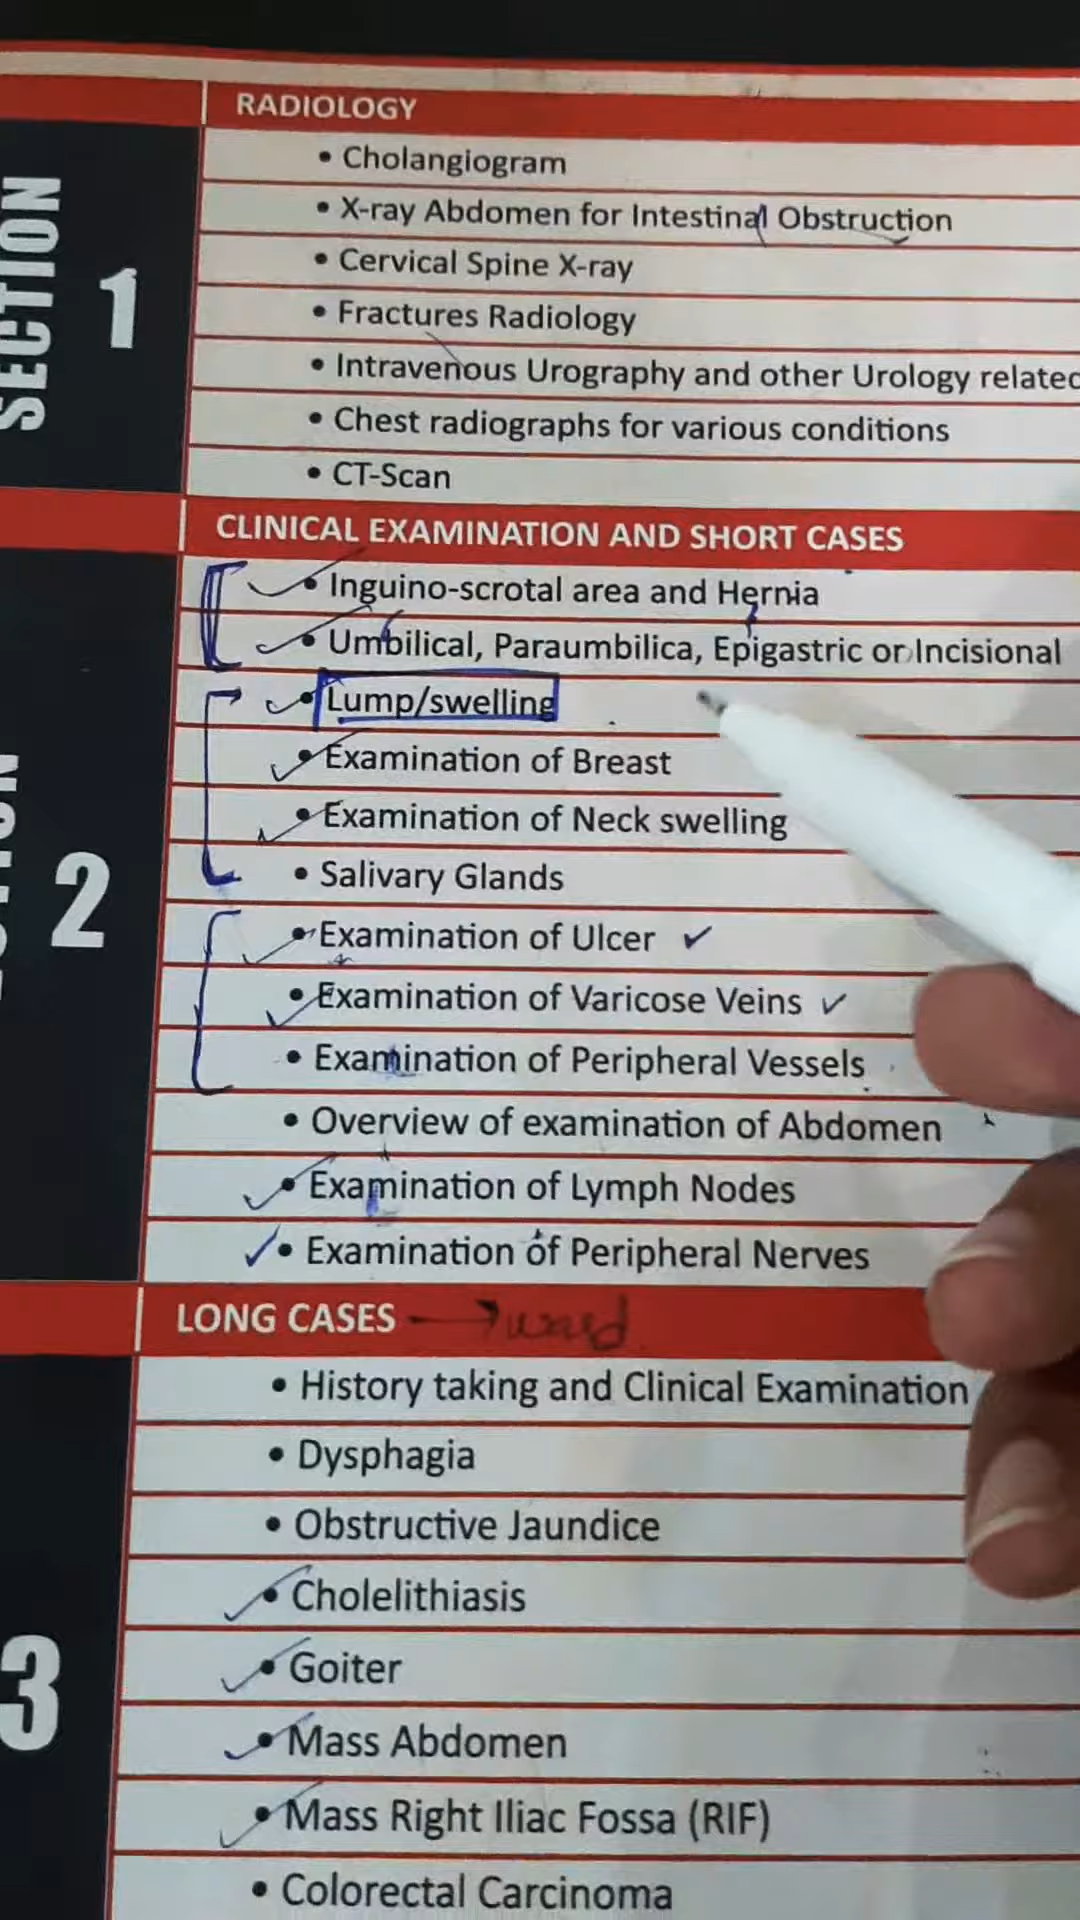 SECTION 1
RADIOLOGY
• Cholangiogram
• X-ray Abdomen for Intestinal Obstruction
• Cervical Spine X-ray
• Fractures Radiology
• Intravenous Urography and other Urology related
• Chest radiographs for various conditions
• CT-Scan
2
CLINICAL EXAMINATION AND SHORT CASES
• Inguino-scrotal area and Hernia
• Umbilical, Paraumbilica, Epigastric or Incisional
• Lump/swelling
• Examination of Breast
• Examination of Neck swelling
• Salivary Glands
• Examination of Ulcer
• Examination of Varicose Veins
• Examination of Peripheral Vessels
• Overview of examination of Abdomen
• Examination of Lymph Nodes
• Examination of Peripheral Nerves
3
LONG CASES → ward
• History taking and Clinical Examination
• Dysphagia
• Obstructive Jaundice
• Cholelithiasis
• Goiter
• Mass Abdomen
• Mass Right Iliac Fossa (RIF)
• Colorectal Carcinoma